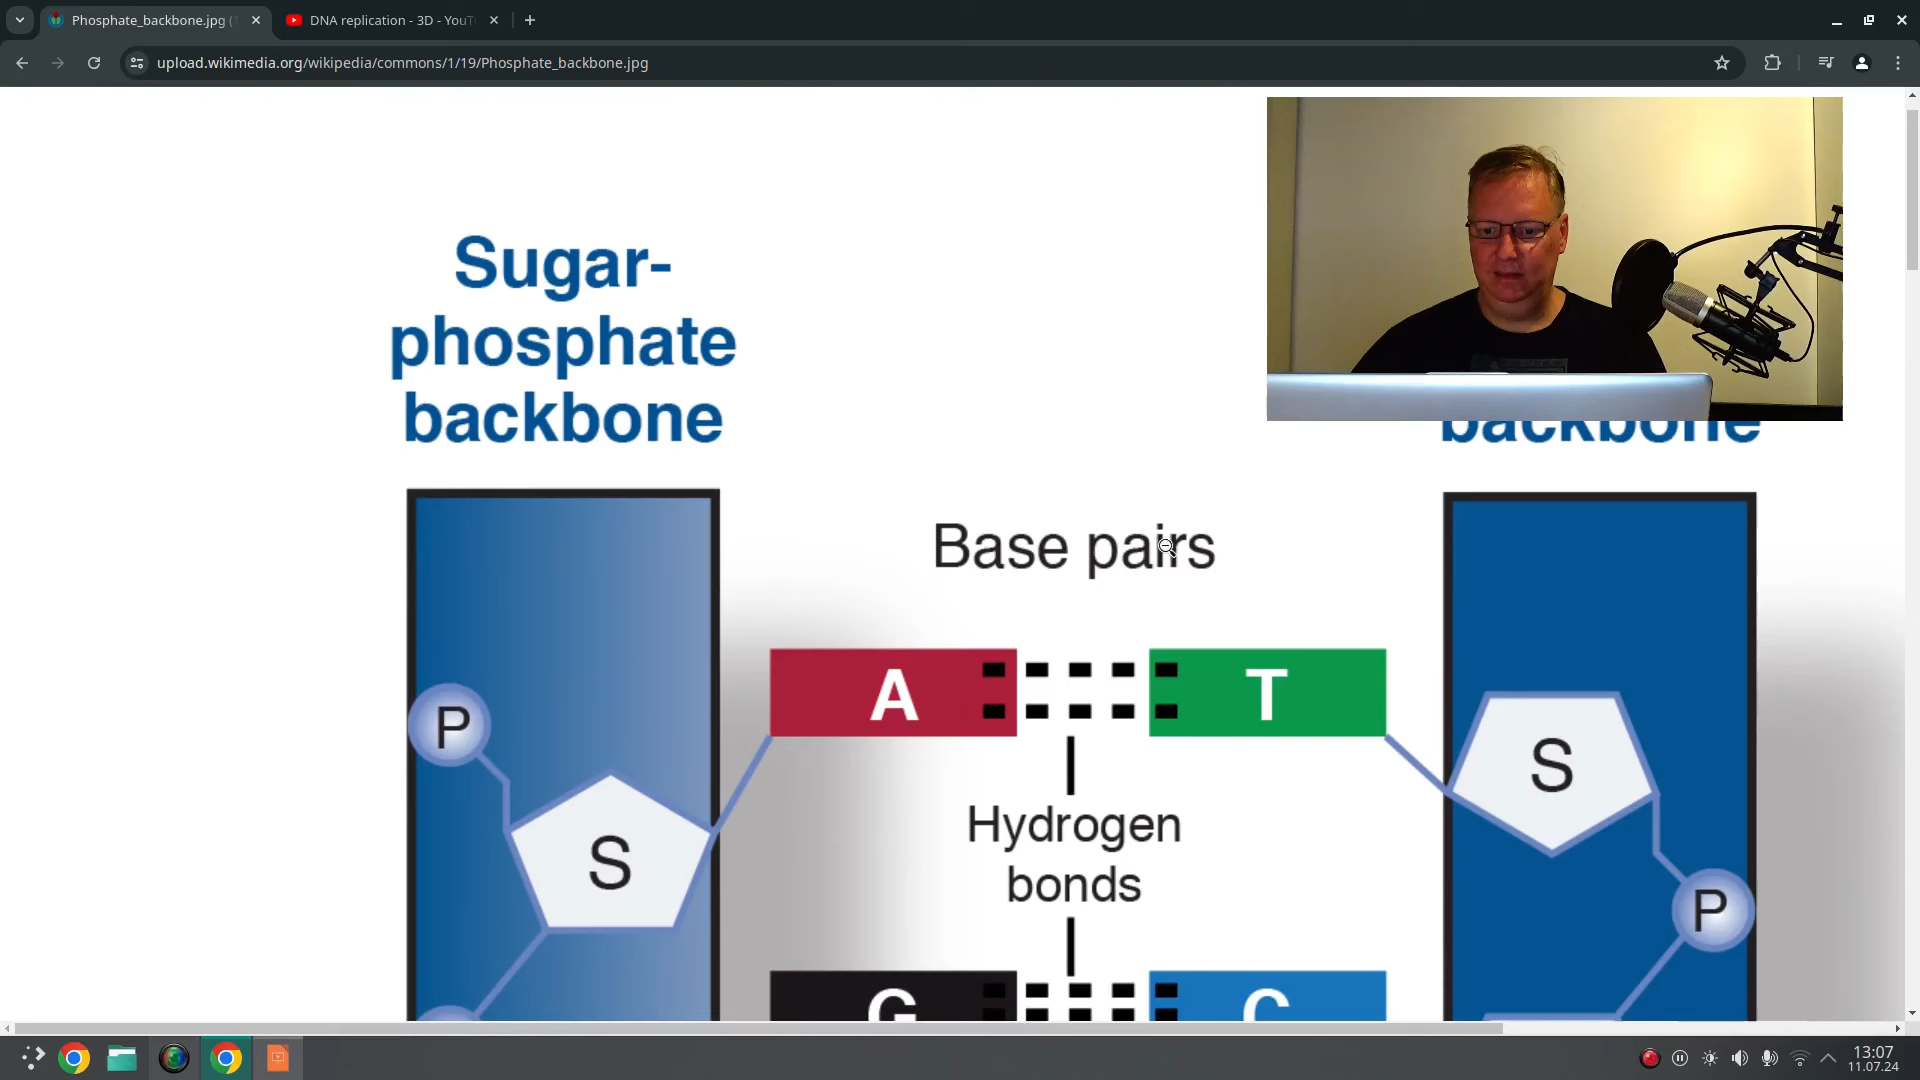 Phosphate_backbone.jpg (
DNA replication - 3D - YouT
upload.wikimedia.org/wikipedia/commons/1/19/Phosphate_backbone.jpg
Sugar-
phosphate
backbone
backbone
Base pairs
A
T
P
S
S
Hydrogen
bonds
P
G
C
13:07
11.07.24